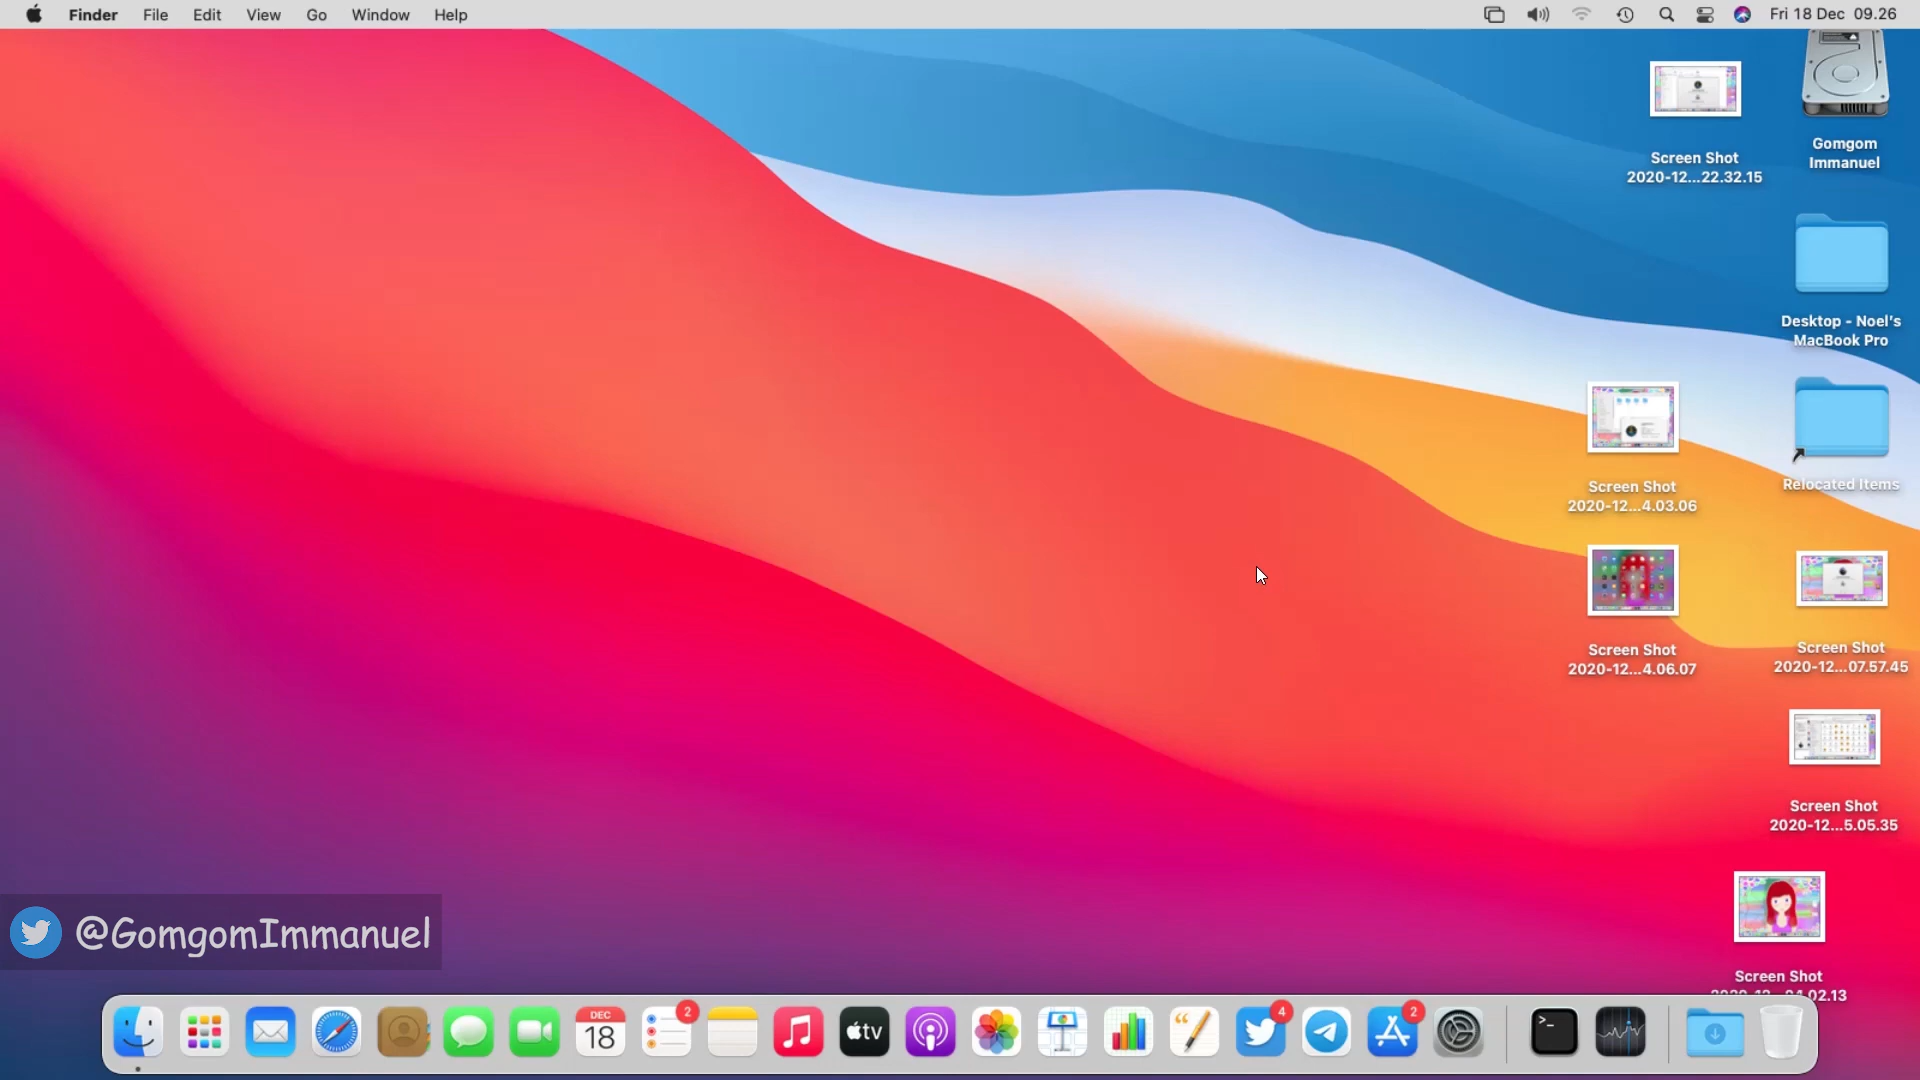 Finder File Edit View Go Window Help Fri 18 Dec 09.26
Screen Shot
2020-12...22.32.15
Gomgom
Immanuel
Desktop - Noel's
MacBook Pro
Screen Shot
2020-12...4.03.06
Relocated Items
Screen Shot
2020-12...4.06.07
Screen Shot
2020-12...07.57.45
Screen Shot
2020-12...5.05.35
@GomgomImmanuel
Screen Shot
DEC
18
2
tv
4
2
>_